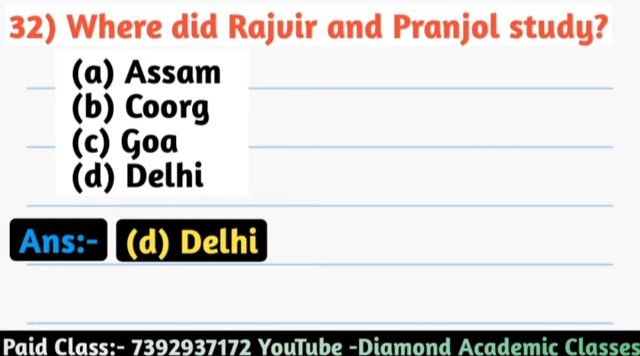 32) Where did Rajvir and Pranjol study?
(a) Assam
(b) Coorg
(c) Goa
(d) Delhi
Ans:- (d) Delhi
Paid Class:- 7392937172 YouTube -Diamond Academic Classes